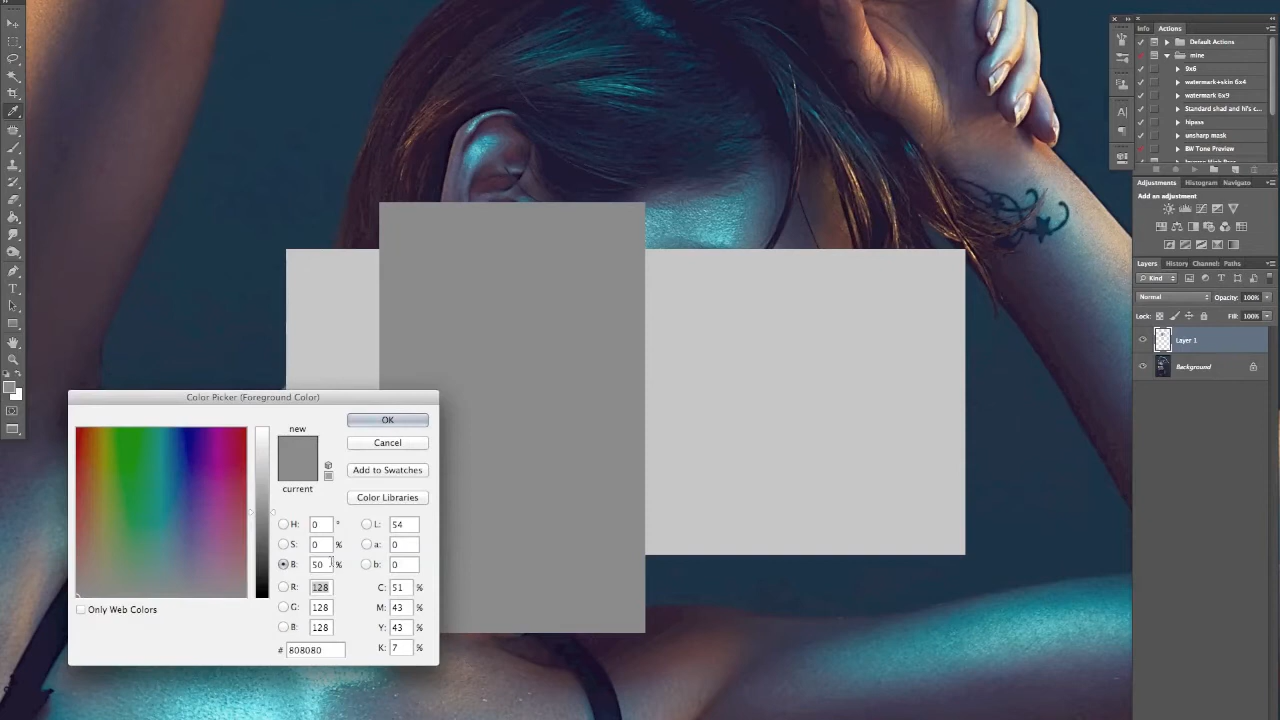 Info Actions
Default Actions
mine
9x6
watermark+skin 6x4
watermark 6x9
Standard shad and hi's c...
hipass
unsharp mask
BW Tone Preview
Adjustments Histogram Navigato
Add an adjustment
Layers History Channel: Paths
Kind
Normal Opacity: 100%
Lock: Fill: 100%
Layer 1
Background
Color Picker (Foreground Color)
new
OK
Cancel
Add to Swatches
current
Color Libraries
H: 0 ° L: 54
S: 0 % a: 0
B: 50 % b: 0
R: 128 C: 51 %
Only Web Colors
G: 128 M: 43 %
B: 128 Y: 43 %
# 808080 K: 7 %